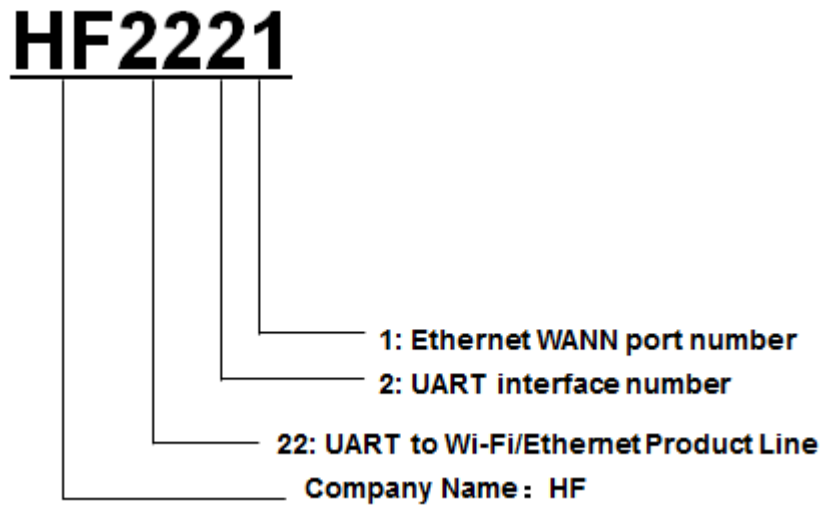 HF2221
1: Ethernet WANN port number
2: UART interface number
22: UART to Wi-Fi/Ethernet Product Line
Company Name：HF